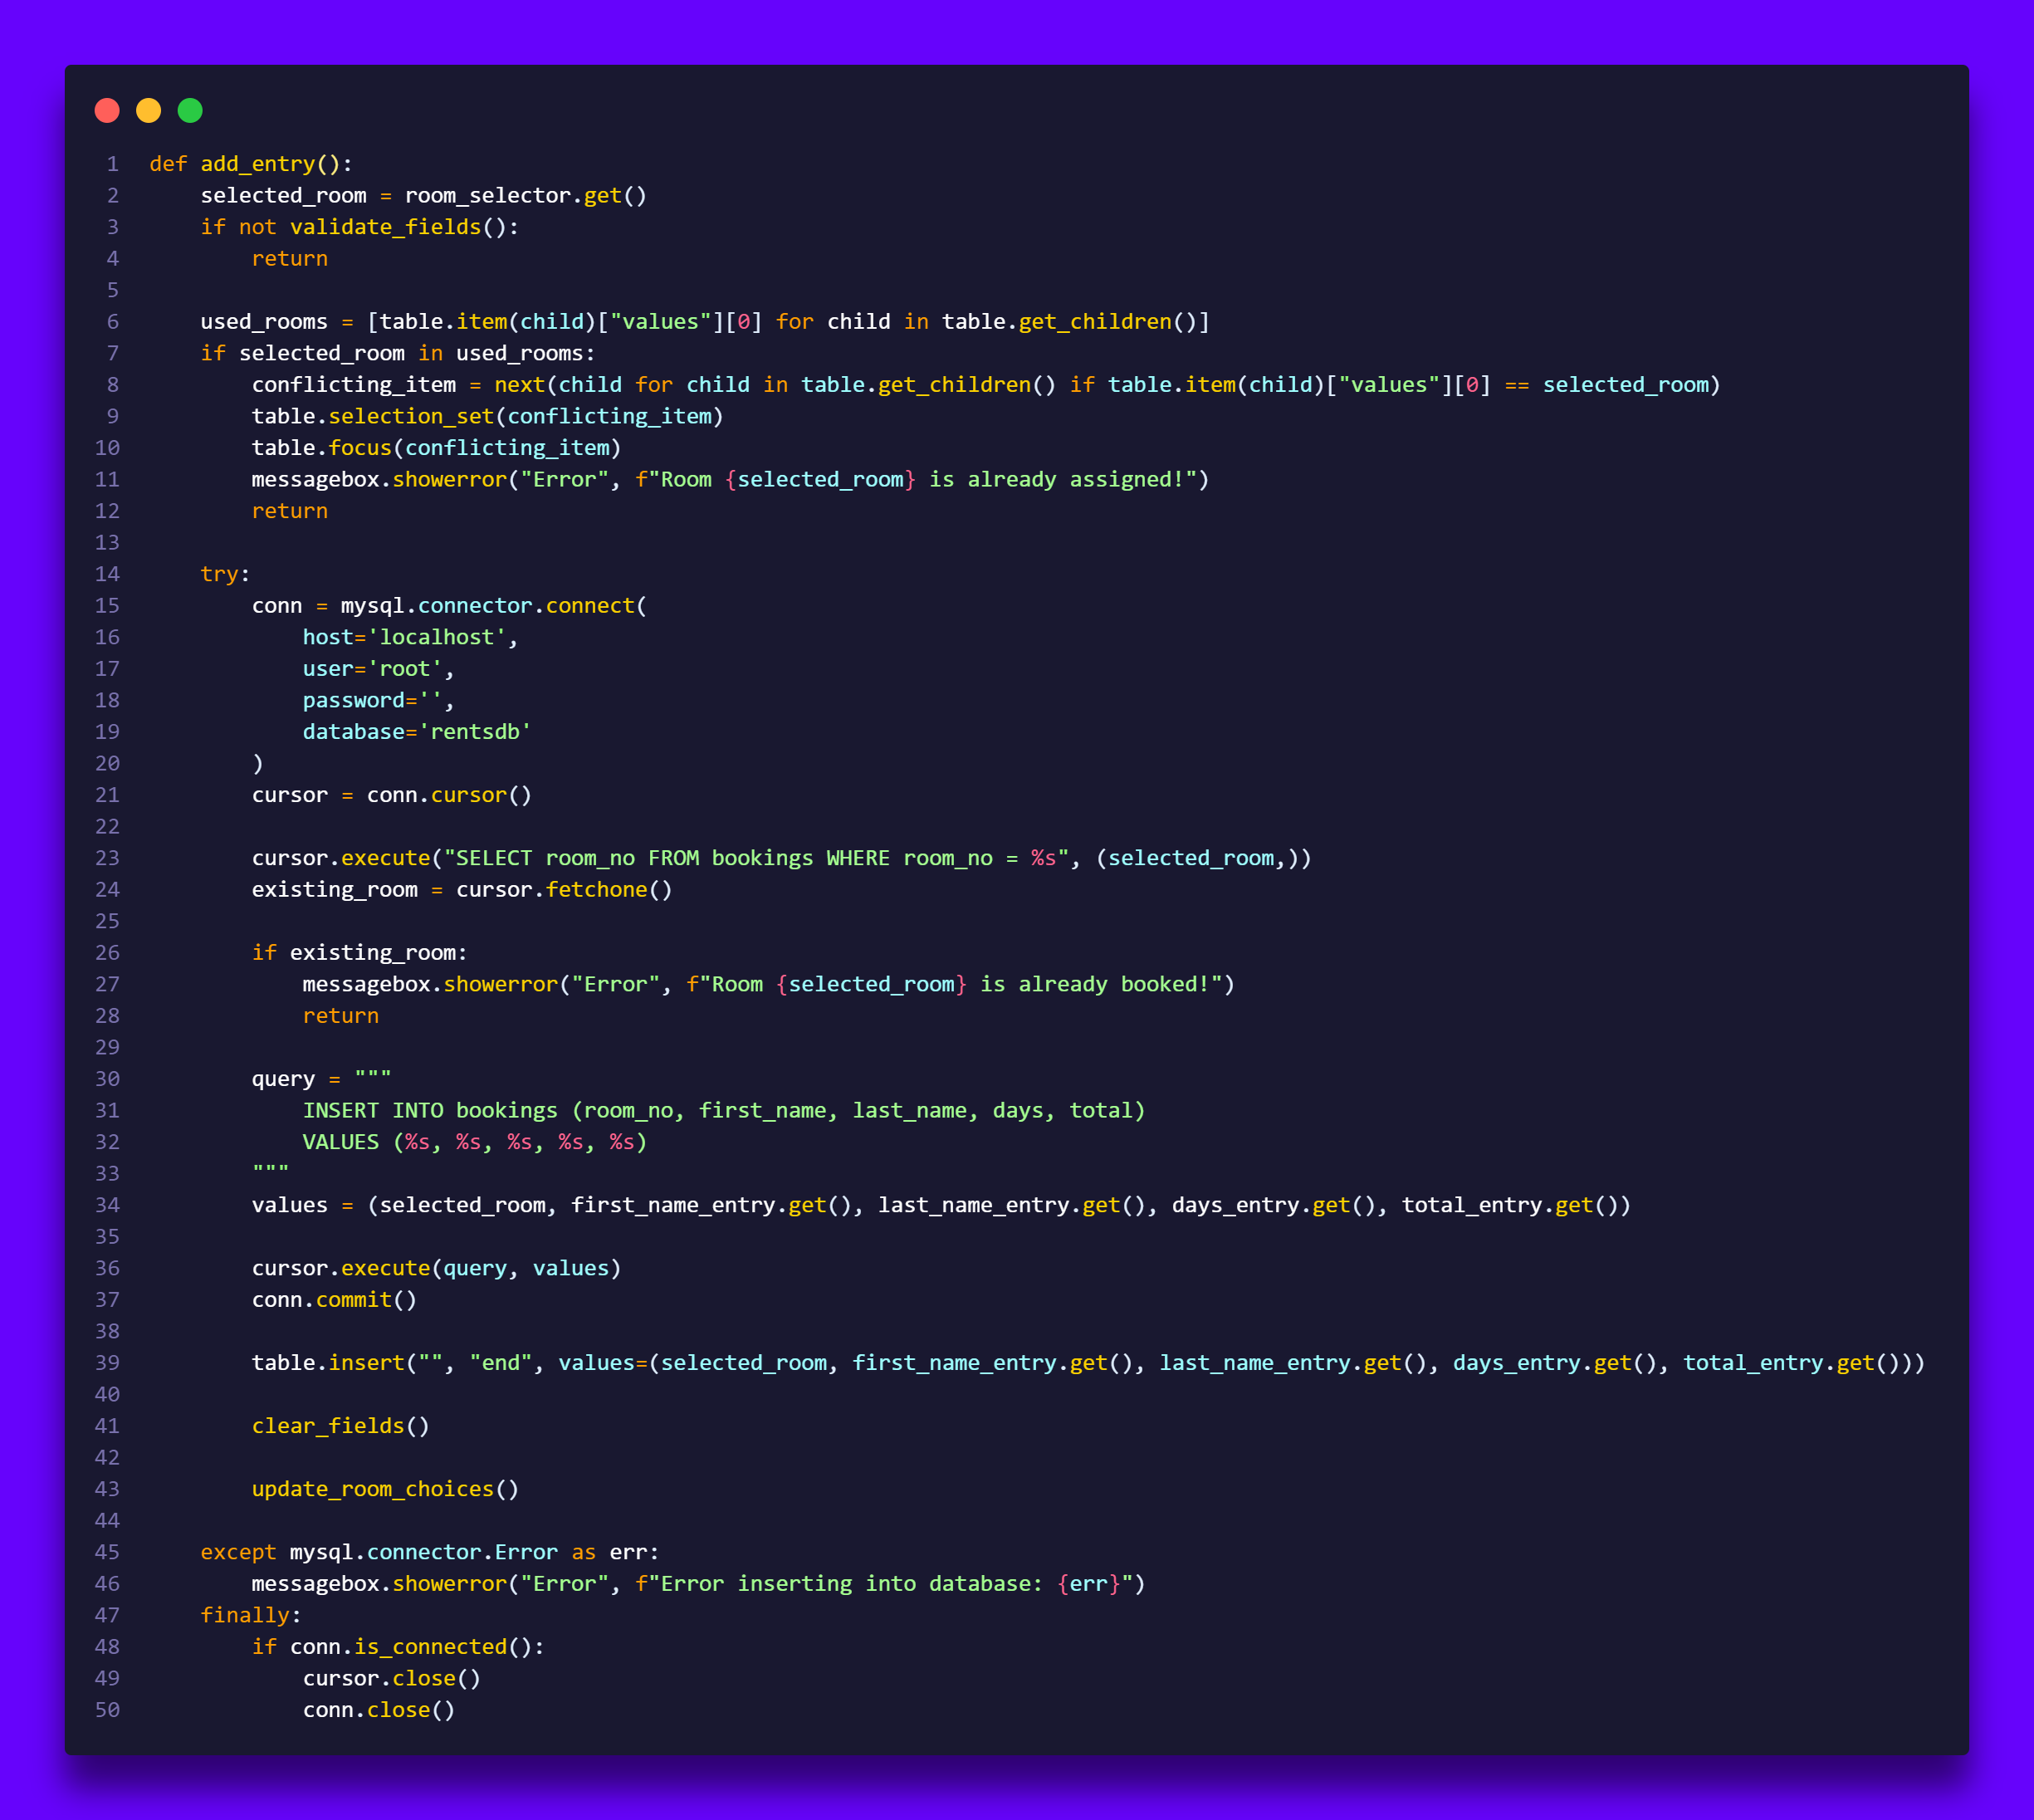 1 def add_entry():
2     selected_room = room_selector.get()
3     if not validate_fields():
4         return
5
6     used_rooms = [table.item(child)["values"][0] for child in table.get_children()]
7     if selected_room in used_rooms:
8         conflicting_item = next(child for child in table.get_children() if table.item(child)["values"][0] == selected_room)
9         table.selection_set(conflicting_item)
10         table.focus(conflicting_item)
11         messagebox.showerror("Error", f"Room {selected_room} is already assigned!")
12         return
13
14     try:
15         conn = mysql.connector.connect(
16             host='localhost',
17             user='root',
18             password='',
19             database='rentsdb'
20         )
21         cursor = conn.cursor()
22
23         cursor.execute("SELECT room_no FROM bookings WHERE room_no = %s", (selected_room,))
24         existing_room = cursor.fetchone()
25
26         if existing_room:
27             messagebox.showerror("Error", f"Room {selected_room} is already booked!")
28             return
29
30         query = """
31             INSERT INTO bookings (room_no, first_name, last_name, days, total)
32             VALUES (%s, %s, %s, %s, %s)
33         """
34         values = (selected_room, first_name_entry.get(), last_name_entry.get(), days_entry.get(), total_entry.get())
35
36         cursor.execute(query, values)
37         conn.commit()
38
39         table.insert("", "end", values=(selected_room, first_name_entry.get(), last_name_entry.get(), days_entry.get(), total_entry.get()))
40
41         clear_fields()
42
43         update_room_choices()
44
45     except mysql.connector.Error as err:
46         messagebox.showerror("Error", f"Error inserting into database: {err}")
47     finally:
48         if conn.is_connected():
49             cursor.close()
50             conn.close()